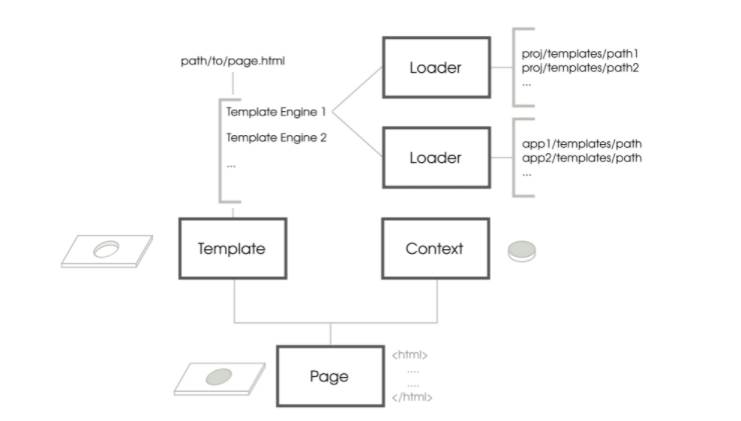 path/to/page.html
Template Engine 1
Template Engine 2
...
Loader
proj/templates/path1
proj/templates/path2
...
Loader
app1/templates/path
app2/templates/path
...
Template
Context
Page
<html>
....
....
</html>